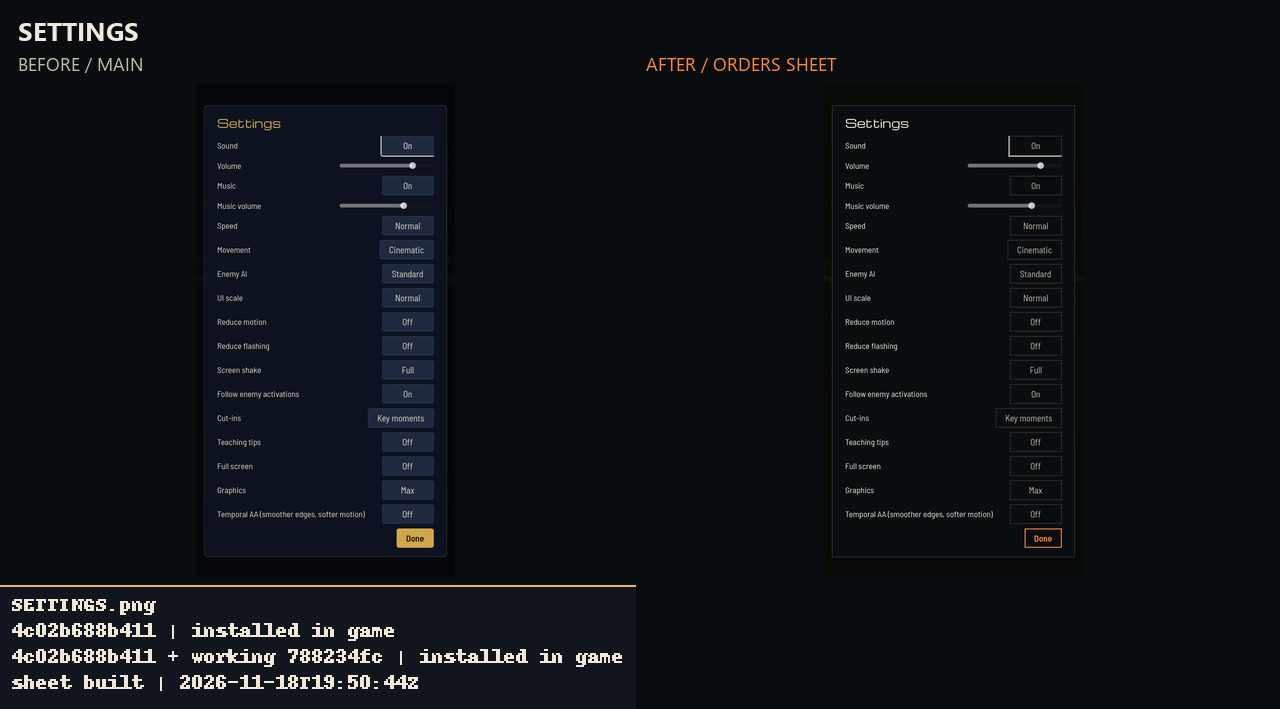 SETTINGS
BEFORE / MAIN
Settings
Sound On
Volume
Music On
Music volume
Speed Normal
Movement Cinematic
Enemy AI Standard
UI scale Normal
Reduce motion Off
Reduce flashing Off
Screen shake Full
Follow enemy activations On
Cut-ins Key moments
Teaching tips Off
Full screen Off
Graphics Max
Temporal AA (smoother edges, softer motion) Off
Done
AFTER / ORDERS SHEET
Settings
Sound On
Volume
Music On
Music volume
Speed Normal
Movement Cinematic
Enemy AI Standard
UI scale Normal
Reduce motion Off
Reduce flashing Off
Screen shake Full
Follow enemy activations On
Cut-ins Key moments
Teaching tips Off
Full screen Off
Graphics Max
Temporal AA (smoother edges, softer motion) Off
Done
SETTINGS.png
4c02b688b411 | installed in game
4c02b688b411 + working 788234fc | installed in game
sheet built | 2026-11-18T19:50:44Z